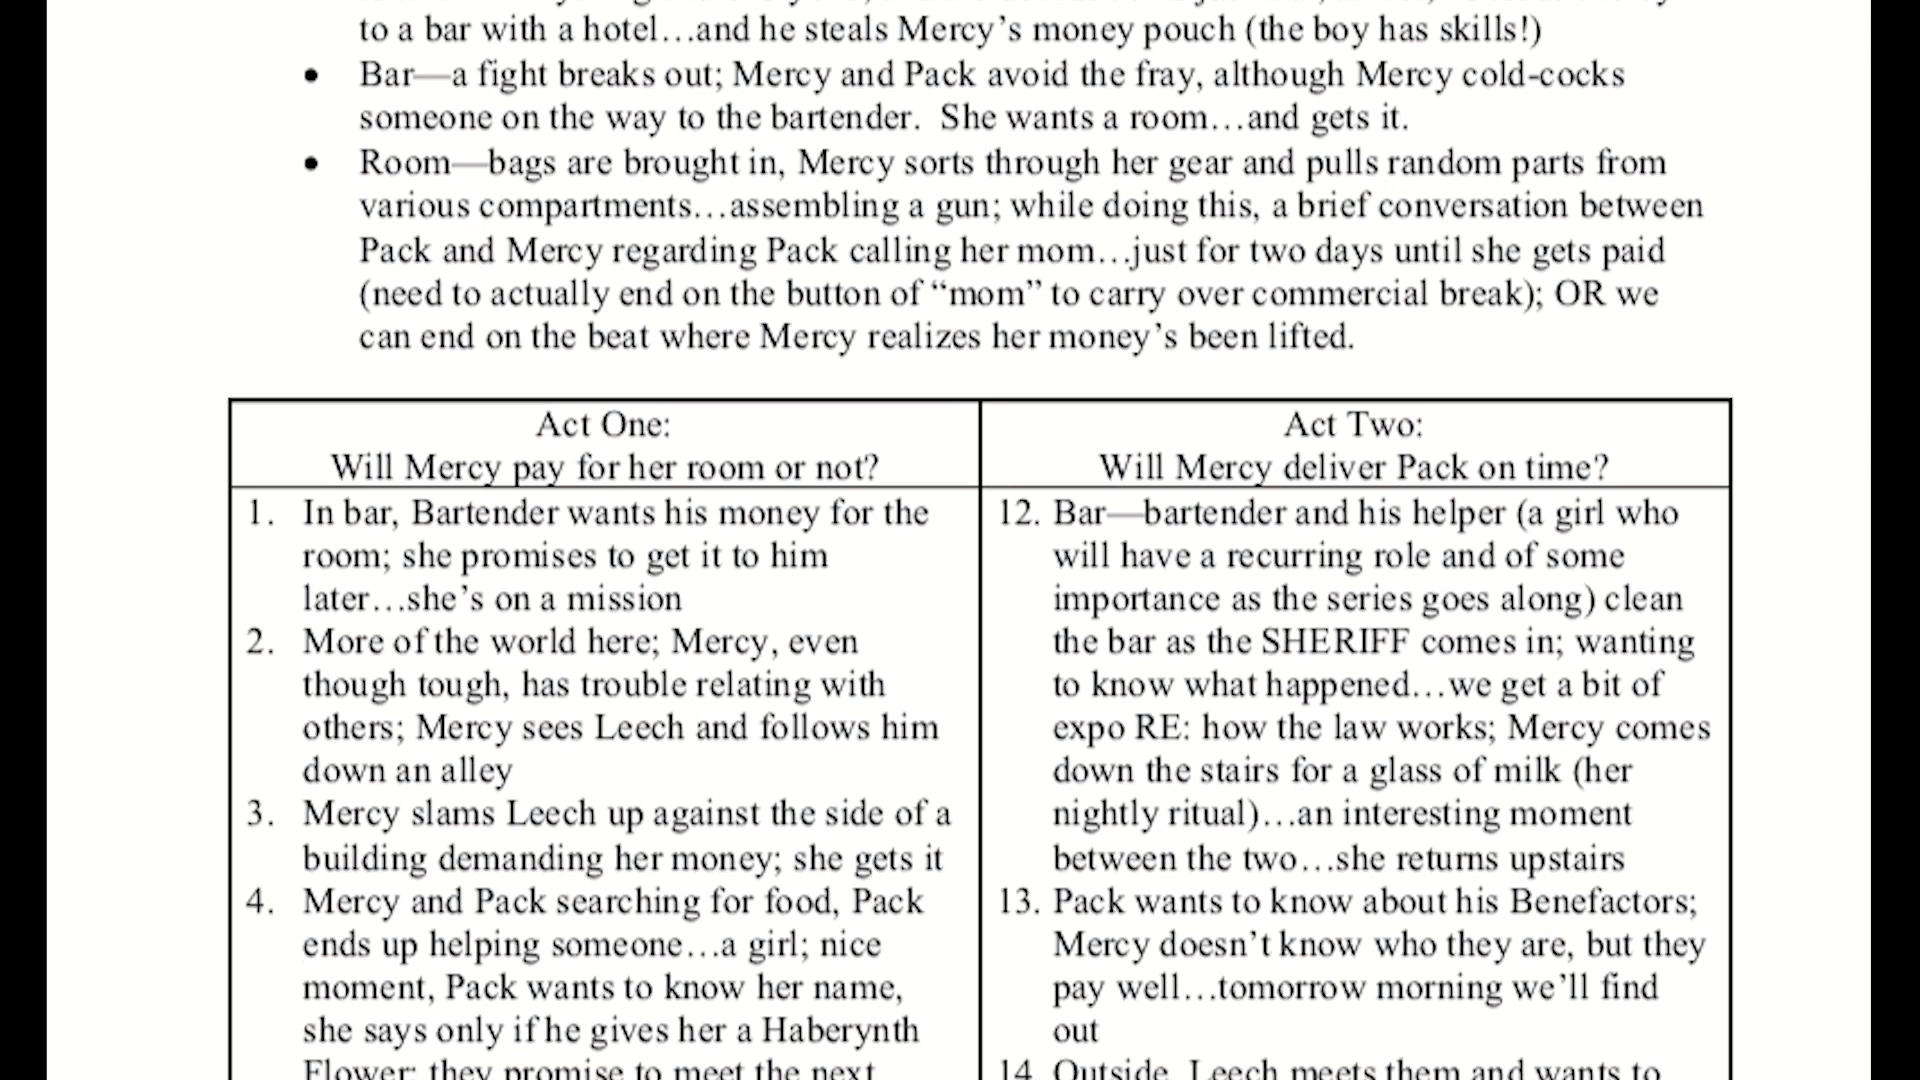 to a bar with a hotel…and he steals Mercy’s money pouch (the boy has skills!)
• Bar—a fight breaks out; Mercy and Pack avoid the fray, although Mercy cold-cocks
someone on the way to the bartender.  She wants a room…and gets it.
• Room—bags are brought in, Mercy sorts through her gear and pulls random parts from
various compartments…assembling a gun; while doing this, a brief conversation between
Pack and Mercy regarding Pack calling her mom…just for two days until she gets paid
(need to actually end on the button of “mom” to carry over commercial break); OR we
can end on the beat where Mercy realizes her money’s been lifted.
Act One:
Will Mercy pay for her room or not?
1. In bar, Bartender wants his money for the
room; she promises to get it to him
later…she’s on a mission
2. More of the world here; Mercy, even
though tough, has trouble relating with
others; Mercy sees Leech and follows him
down an alley
3. Mercy slams Leech up against the side of a
building demanding her money; she gets it
4. Mercy and Pack searching for food, Pack
ends up helping someone…a girl; nice
moment, Pack wants to know her name,
she says only if he gives her a Haberynth
Flower; they promise to meet the next
Act Two:
Will Mercy deliver Pack on time?
12. Bar—bartender and his helper (a girl who
will have a recurring role and of some
importance as the series goes along) clean
the bar as the SHERIFF comes in; wanting
to know what happened…we get a bit of
expo RE: how the law works; Mercy comes
down the stairs for a glass of milk (her
nightly ritual)…an interesting moment
between the two…she returns upstairs
13. Pack wants to know about his Benefactors;
Mercy doesn’t know who they are, but they
pay well…tomorrow morning we’ll find
out
14. Outside, Leech meets them and wants to